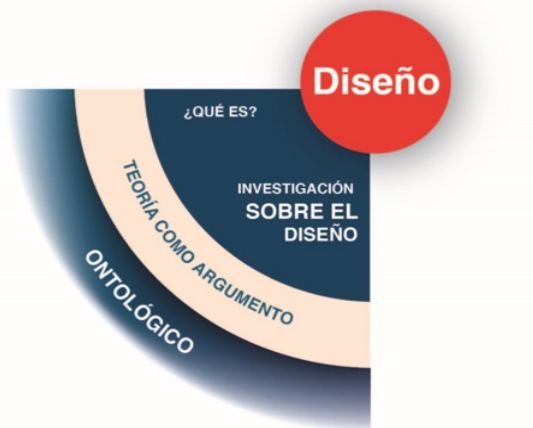 Diseño
¿QUÉ ES?
INVESTIGACIÓN
SOBRE EL
DISEÑO
TEORÍA COMO ARGUMENTO
ONTOLÓGICO